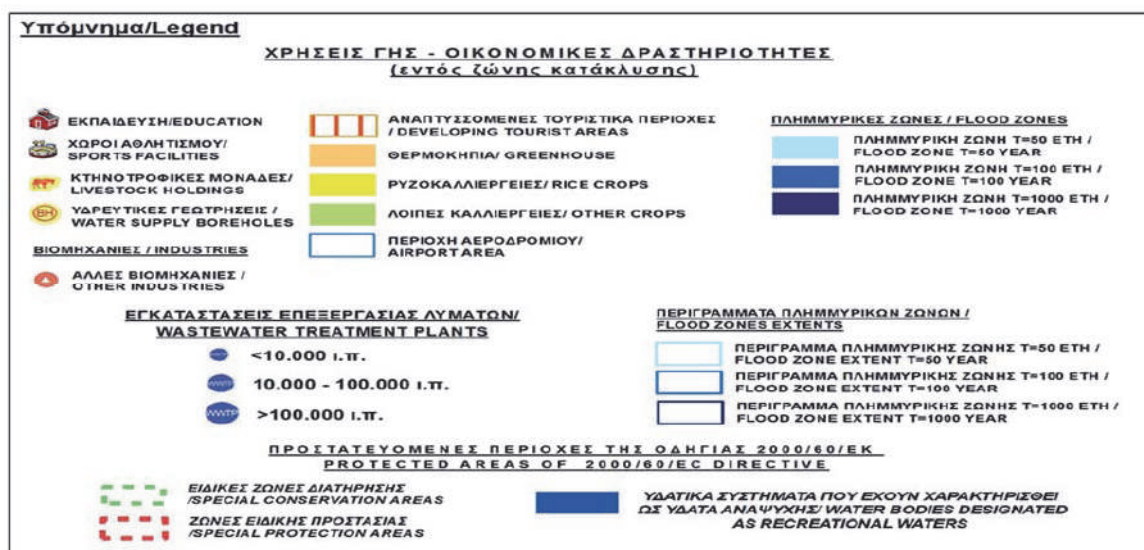 Υπόμνημα/Legend
ΧΡΗΣΕΙΣ ΓΗΣ - ΟΙΚΟΝΟΜΙΚΕΣ ΔΡΑΣΤΗΡΙΟΤΗΤΕΣ
(εντός ζώνης κατάκλυσης)
ΕΚΠΑΙΔΕΥΣΗ/EDUCATION
ΧΩΡΟΙ ΑΘΛΗΤΙΣΜΟΥ/
SPORTS FACILITIES
ΚΤΗΝΟΤΡΟΦΙΚΕΣ ΜΟΝΑΔΕΣ/
LIVESTOCK HOLDINGS
BH
ΥΔΡΕΥΤΙΚΕΣ ΓΕΩΤΡΗΣΕΙΣ /
WATER SUPPLY BOREHOLES
ΒΙΟΜΗΧΑΝΙΕΣ / INDUSTRIES
ΑΛΛΕΣ ΒΙΟΜΗΧΑΝΙΕΣ /
OTHER INDUSTRIES
ΑΝΑΠΤΥΣΣΟΜΕΝΕΣ ΤΟΥΡΙΣΤΙΚΑ ΠΕΡΙΟΧΕΣ
/ DEVELOPING TOURIST AREAS
ΘΕΡΜΟΚΗΠΙΑ/ GREENHOUSE
ΡΥΖΟΚΑΛΛΙΕΡΓΕΙΕΣ/ RICE CROPS
ΛΟΙΠΕΣ ΚΑΛΛΙΕΡΓΕΙΕΣ/ OTHER CROPS
ΠΕΡΙΟΧΗ ΑΕΡΟΔΡΟΜΙΟΥ/
AIRPORT AREA
ΠΛΗΜΜΥΡΙΚΕΣ ΖΩΝΕΣ / FLOOD ZONES
ΠΛΗΜΜΥΡΙΚΗ ΖΩΝΗ T=50 ΕΤΗ /
FLOOD ZONE T=50 YEAR
ΠΛΗΜΜΥΡΙΚΗ ΖΩΝΗ T=100 ΕΤΗ /
FLOOD ZONE T=100 YEAR
ΠΛΗΜΜΥΡΙΚΗ ΖΩΝΗ T=1000 ΕΤΗ /
FLOOD ZONE T=1000 YEAR
ΕΓΚΑΤΑΣΤΑΣΕΙΣ ΕΠΕΞΕΡΓΑΣΙΑΣ ΛΥΜΑΤΩΝ/
WASTEWATER TREATMENT PLANTS
<10.000 ι.π.
WWTP 10.000 - 100.000 ι.π.
WWTP >100.000 ι.π.
ΠΕΡΙΓΡΑΜΜΑΤΑ ΠΛΗΜΜΥΡΙΚΩΝ ΖΩΝΩΝ /
FLOOD ZONES EXTENTS
ΠΕΡΙΓΡΑΜΜΑ ΠΛΗΜΜΥΡΙΚΗΣ ΖΩΝΗΣ T=50 ΕΤΗ /
FLOOD ZONE EXTENT T=50 YEAR
ΠΕΡΙΓΡΑΜΜΑ ΠΛΗΜΜΥΡΙΚΗΣ ΖΩΝΗΣ T=100 ΕΤΗ /
FLOOD ZONE EXTENT T=100 YEAR
ΠΕΡΙΓΡΑΜΜΑ ΠΛΗΜΜΥΡΙΚΗΣ ΖΩΝΗΣ T=1000 ΕΤΗ /
FLOOD ZONE EXTENT T=1000 YEAR
ΠΡΟΣΤΑΤΕΥΟΜΕΝΕΣ ΠΕΡΙΟΧΕΣ ΤΗΣ ΟΔΗΓΙΑΣ 2000/60/ΕΚ
PROTECTED AREAS OF 2000/60/EC DIRECTIVE
ΕΙΔΙΚΕΣ ΖΩΝΕΣ ΔΙΑΤΗΡΗΣΗΣ
/SPECIAL CONSERVATION AREAS
ΖΩΝΕΣ ΕΙΔΙΚΗΣ ΠΡΟΣΤΑΣΙΑΣ
/SPECIAL PROTECTION AREAS
ΥΔΑΤΙΚΑ ΣΥΣΤΗΜΑΤΑ ΠΟΥ ΕΧΟΥΝ ΧΑΡΑΚΤΗΡΙΣΘΕΙ
ΩΣ ΥΔΑΤΑ ΑΝΑΨΥΧΗΣ/ WATER BODIES DESIGNATED
AS RECREATIONAL WATERS